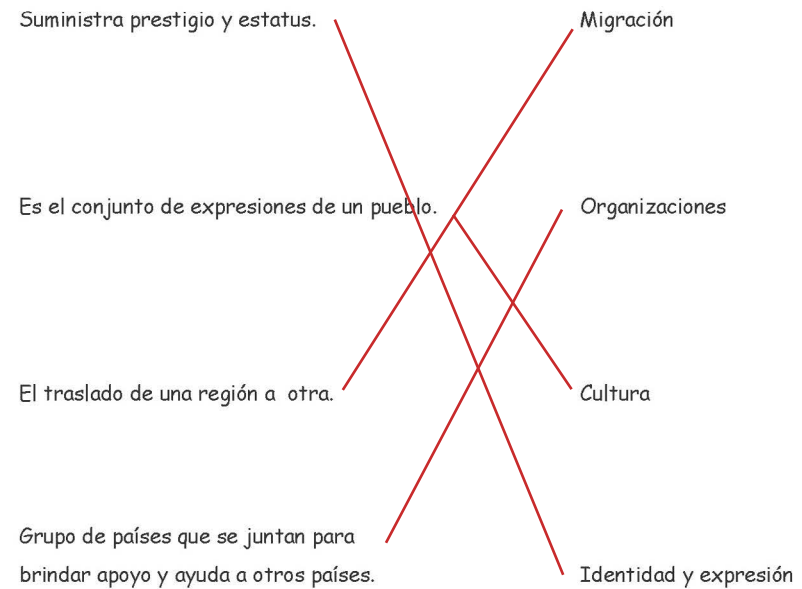 Suministra prestigio y estatus. Migración
Es el conjunto de expresiones de un pueblo. Organizaciones
El traslado de una región a otra. Cultura
Grupo de países que se juntan para
brindar apoyo y ayuda a otros países. Identidad y expresión